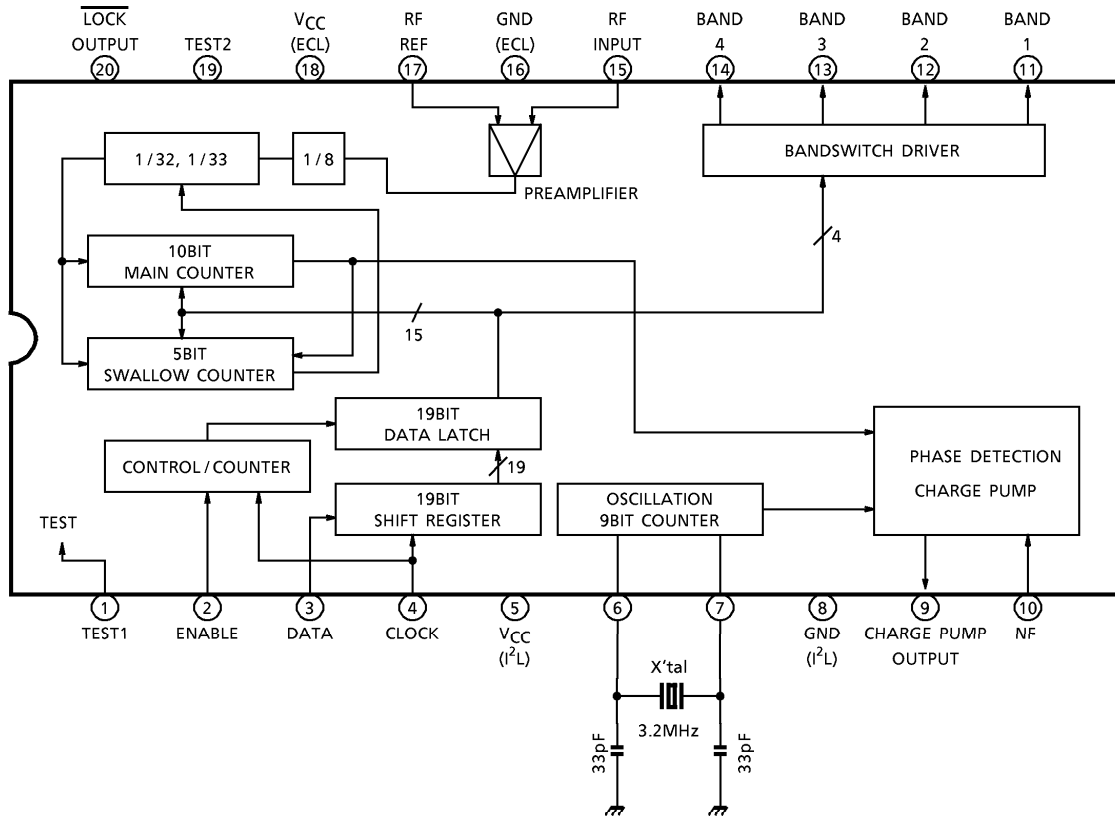 LOCK OUTPUT
TEST2
VCC (ECL)
RF REF
GND (ECL)
RF INPUT
BAND 4
BAND 3
BAND 2
BAND 1
20
19
18
17
16
15
14
13
12
11
1/32, 1/33
1/8
PREAMPLIFIER
BANDSWITCH DRIVER
4
10BIT
MAIN COUNTER
15
5BIT
SWALLOW COUNTER
19BIT
DATA LATCH
19
CONTROL/COUNTER
19BIT
SHIFT REGISTER
OSCILLATION
9BIT COUNTER
PHASE DETECTION
CHARGE PUMP
TEST
1
2
3
4
5
6
7
8
9
10
TEST1
ENABLE
DATA
CLOCK
VCC
(I²L)
GND
(I²L)
CHARGE PUMP
OUTPUT
NF
X'tal
3.2MHz
33pF
33pF